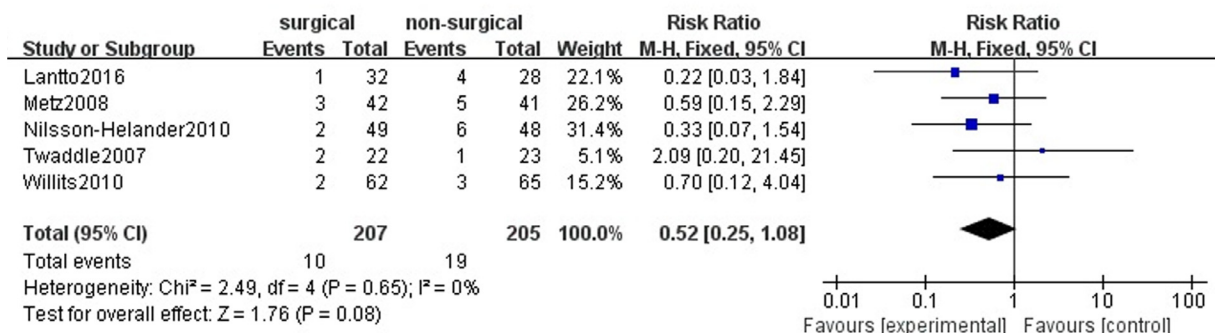 surgical non-surgical Risk Ratio Risk Ratio
Study or Subgroup Events Total Events Total Weight M-H, Fixed, 95% CI M-H, Fixed, 95% CI
Lantto2016 1 32 4 28 22.1% 0.22 [0.03, 1.84]
Metz2008 3 42 5 41 26.2% 0.59 [0.15, 2.29]
Nilsson-Helander2010 2 49 6 48 31.4% 0.33 [0.07, 1.54]
Twaddle2007 2 22 1 23 5.1% 2.09 [0.20, 21.45]
Willits2010 2 62 3 65 15.2% 0.70 [0.12, 4.04]
Total (95% CI) 207 205 100.0% 0.52 [0.25, 1.08]
Total events 10 19
Heterogeneity: Chi² = 2.49, df = 4 (P = 0.65); I² = 0%
Test for overall effect: Z = 1.76 (P = 0.08)
0.01 0.1 1 10 100
Favours [experimental] Favours [control]